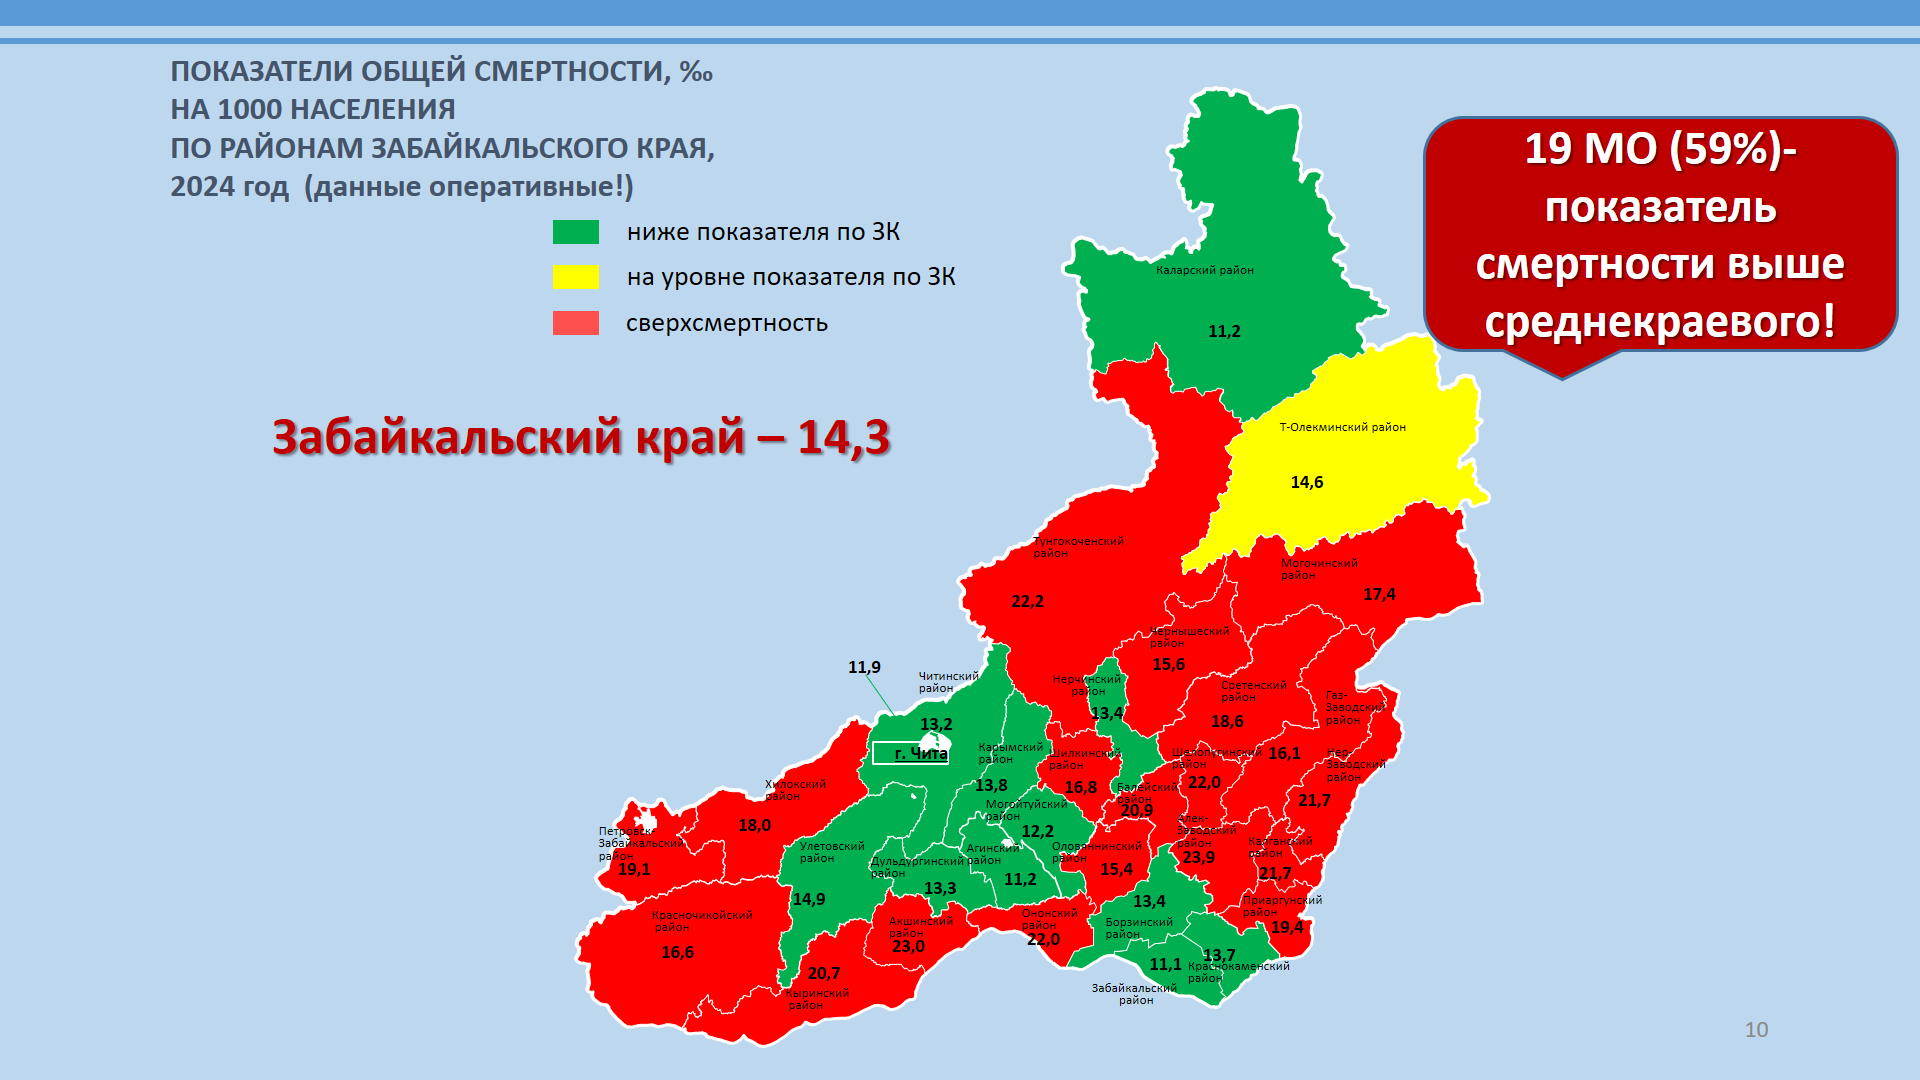 ПОКАЗАТЕЛИ ОБЩЕЙ СМЕРТНОСТИ, ‰
НА 1000 НАСЕЛЕНИЯ
ПО РАЙОНАМ ЗАБАЙКАЛЬСКОГО КРАЯ,
2024 год (данные оперативные!)
ниже показателя по ЗК
на уровне показателя по ЗК
сверхсмертность
19 МО (59%)-
показатель
смертности выше
среднекраевого!
Забайкальский край – 14,3
Каларский район
11,2
Т-Олекминский район
14,6
Тунгокоченский
район
22,2
Могочинский
район
17,4
Чернышеский
район
15,6
11,9
Читинский
район
13,2
г. Чита
Нерчинский
район
13,4
Сретенский
район
18,6
Газ-
Заводский
район
16,1
Нер-
Заводский
район
21,7
Карымский
район
13,8
Шилкинский
район
16,8
Шелопугинский
район
22,0
Балейский
район
20,9
Хилокский
район
18,0
Могойтуйский
район
12,2
Петровск-
Забайкальский
район
19,1
Улетовский
район
14,9
Дульдургинский
район
13,3
Агинский
район
11,2
Оловяннинский
район
15,4
Алек-
Заводский
район
23,9
Калганский
район
21,7
Приаргунский
район
19,4
Красночикойский
район
16,6
Акшинский
район
23,0
Ононский
район
22,0
13,4
Борзинский
район
13,7
Краснокаменский
район
11,1
Забайкальский
район
20,7
Кыринский
район
10